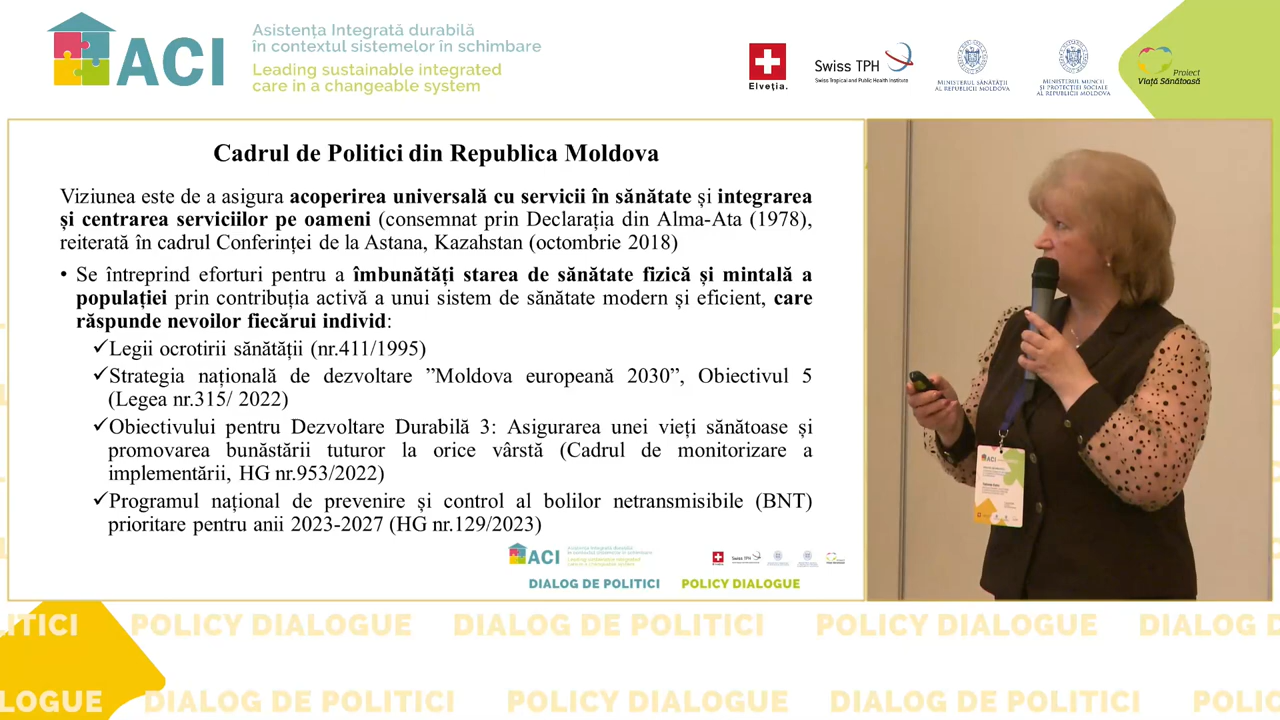 ACI
Asistența Integrată durabilă
în contextul sistemelor în schimbare
Leading sustainable integrated
care in a changeable system
Elveția.
Swiss TPH
Swiss Tropical and Public Health Institute
MINISTERUL SĂNĂTĂȚII
AL REPUBLICII MOLDOVA
MINISTERUL MUNCII
ȘI PROTECȚIEI SOCIALE
AL REPUBLICII MOLDOVA
Proiect
Viață Sănătoasă
Cadrul de Politici din Republica Moldova
Viziunea este de a asigura acoperirea universală cu servicii în sănătate și integrarea
și centrarea serviciilor pe oameni (consemnat prin Declarația din Alma-Ata (1978),
reiterată în cadrul Conferinței de la Astana, Kazahstan (octombrie 2018)
• Se întreprind eforturi pentru a îmbunătăți starea de sănătate fizică și mintală a
populației prin contribuția activă a unui sistem de sănătate modern și eficient, care
răspunde nevoilor fiecărui individ:
✓Legii ocrotirii sănătății (nr.411/1995)
✓Strategia națională de dezvoltare ”Moldova europeană 2030”, Obiectivul 5
(Legea nr.315/ 2022)
✓Obiectivului pentru Dezvoltare Durabilă 3: Asigurarea unei vieți sănătoase și
promovarea bunăstării tuturor la orice vârstă (Cadrul de monitorizare a
implementării, HG nr.953/2022)
✓Programul național de prevenire și control al bolilor netransmisibile (BNT)
prioritare pentru anii 2023-2027 (HG nr.129/2023)
ACI
Swiss TPH
DIALOG DE POLITICI POLICY DIALOGUE
ACI
ITICI POLICY DIALOGUE DIALOG DE POLITICI POLICY DIALOGUE DIALOG D
LOGUE DIALOG DE POLITICI POLICY DIALOGUE DIALOG DE POLITICI POLIC